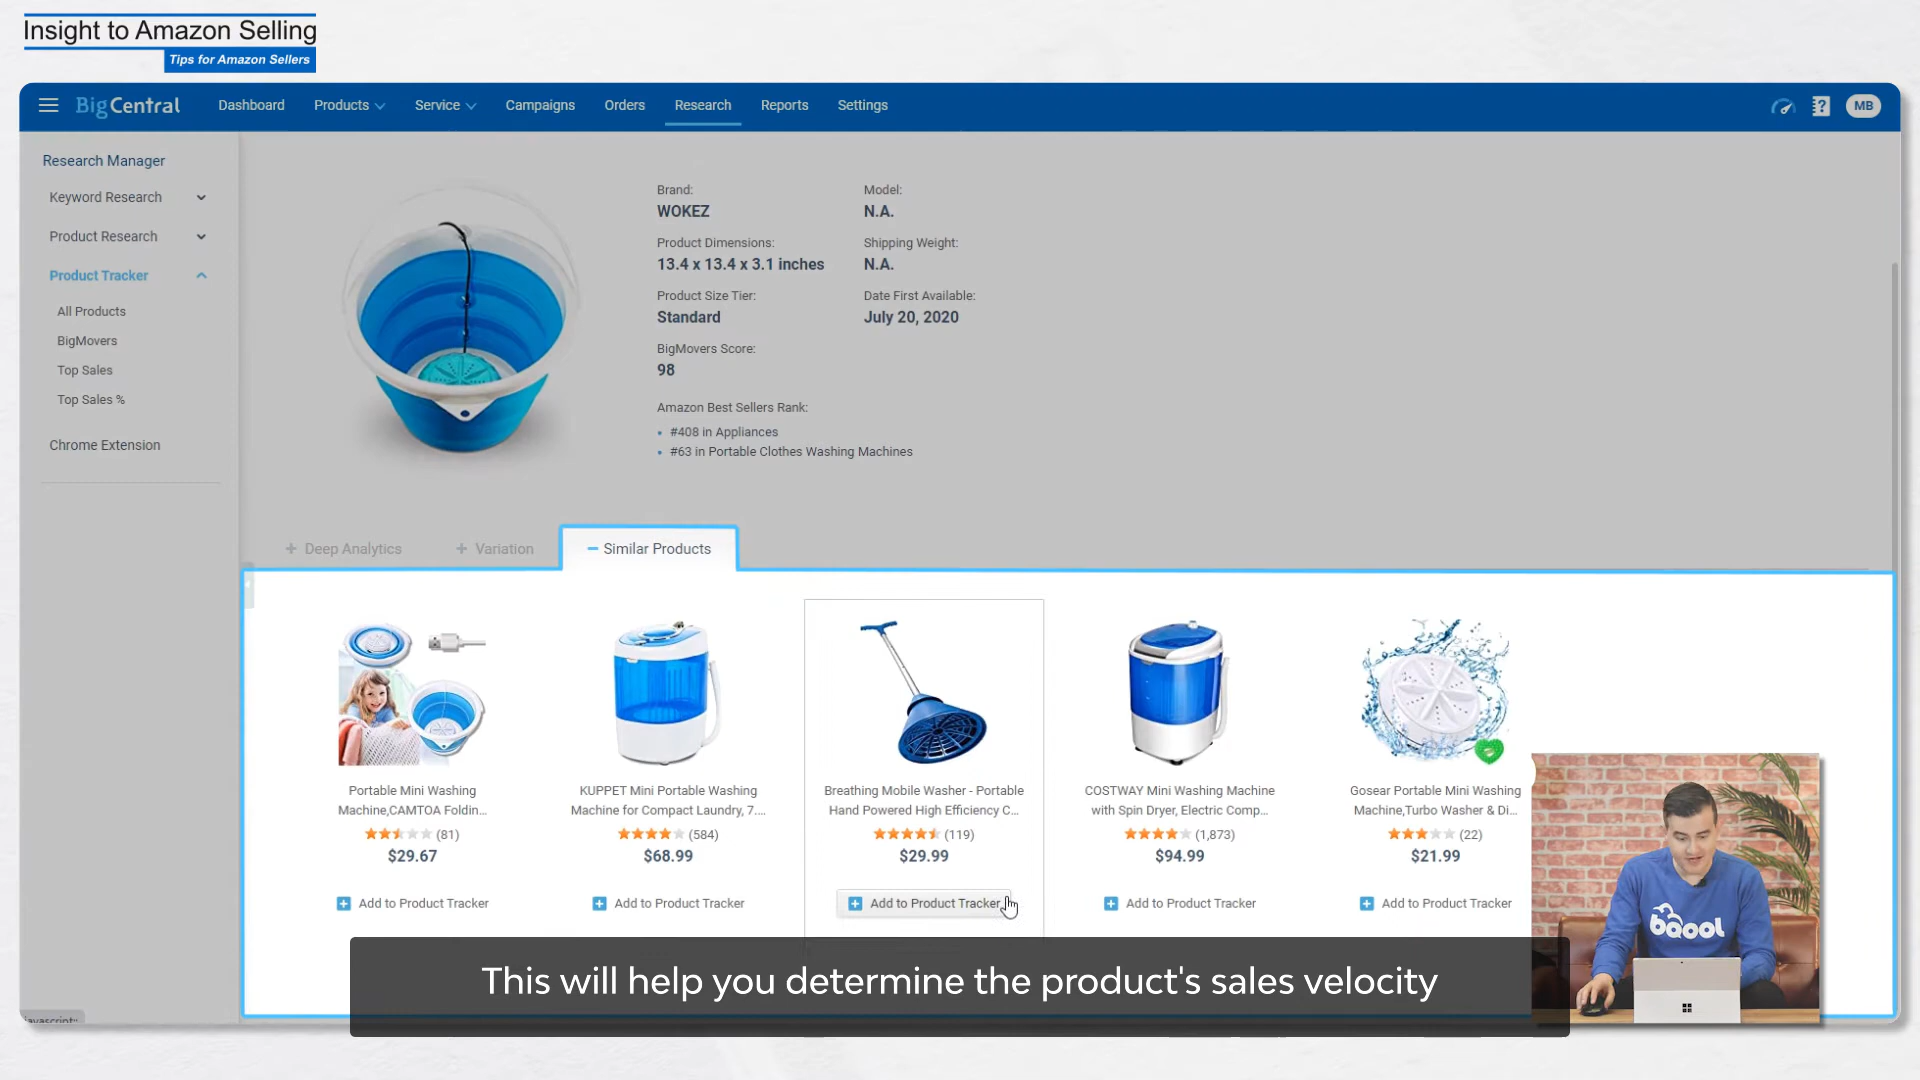 Insight to Amazon Selling
Tips for Amazon Sellers
BigCentral
Dashboard
Products
Service
Campaigns
Orders
Research
Reports
Settings
MB
Research Manager
Keyword Research
Product Research
Product Tracker
All Products
BigMovers
Top Sales
Top Sales %
Chrome Extension
Brand:
WOKEZ
Model:
N.A.
Product Dimensions:
13.4 x 13.4 x 3.1 inches
Shipping Weight:
N.A.
Product Size Tier:
Standard
Date First Available:
July 20, 2020
BigMovers Score:
98
Amazon Best Sellers Rank:
#408 in Appliances
#63 in Portable Clothes Washing Machines
Deep Analytics
Variation
Similar Products
Portable Mini Washing
Machine,CAMTOA Foldin...
(81)
$29.67
Add to Product Tracker
KUPPET Mini Portable Washing
Machine for Compact Laundry, 7....
(584)
$68.99
Add to Product Tracker
Breathing Mobile Washer - Portable
Hand Powered High Efficiency C...
(119)
$29.99
Add to Product Tracker
COSTWAY Mini Washing Machine
with Spin Dryer, Electric Comp...
(1,873)
$94.99
Add to Product Tracker
Gosear Portable Mini Washing
Machine,Turbo Washer & Di...
(22)
$21.99
Add to Product Tracker
bqool
This will help you determine the product's sales velocity